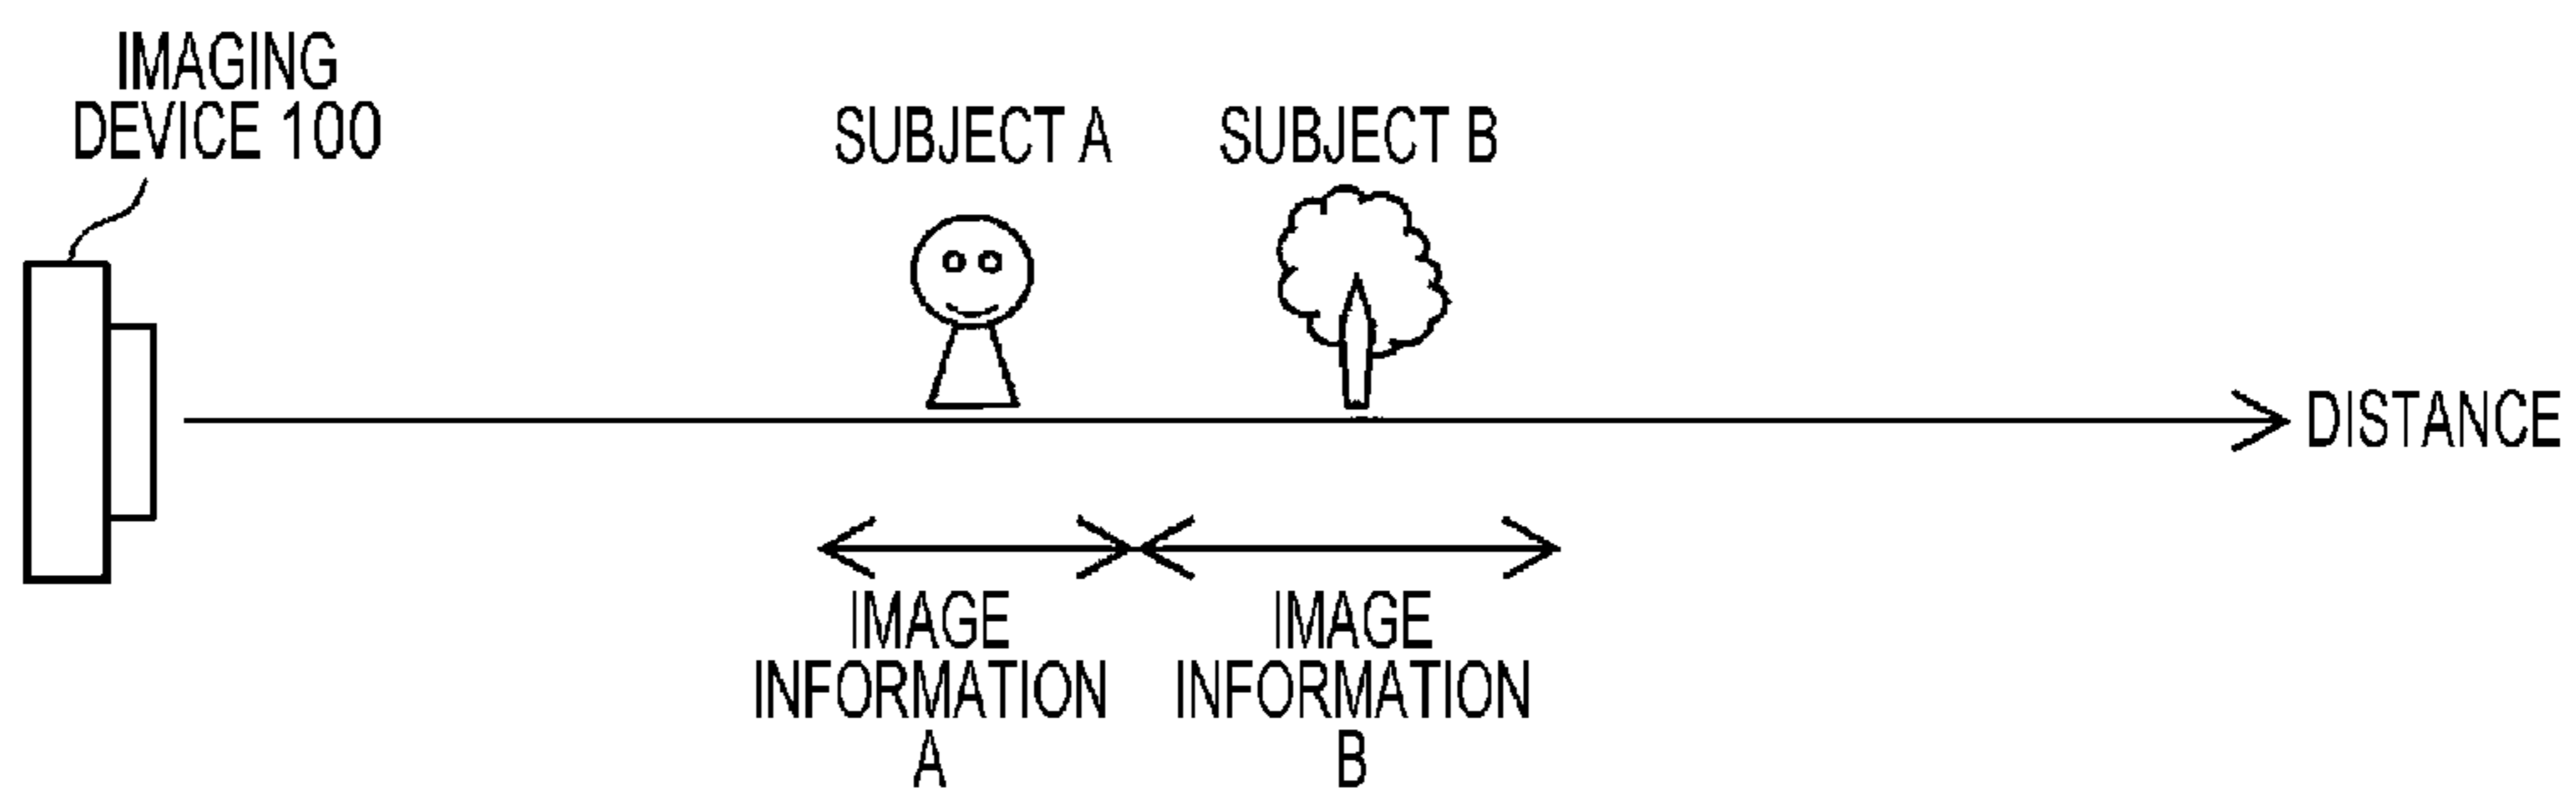 IMAGING
DEVICE 100
SUBJECT A
SUBJECT B
DISTANCE
IMAGE
INFORMATION
A
IMAGE
INFORMATION
B